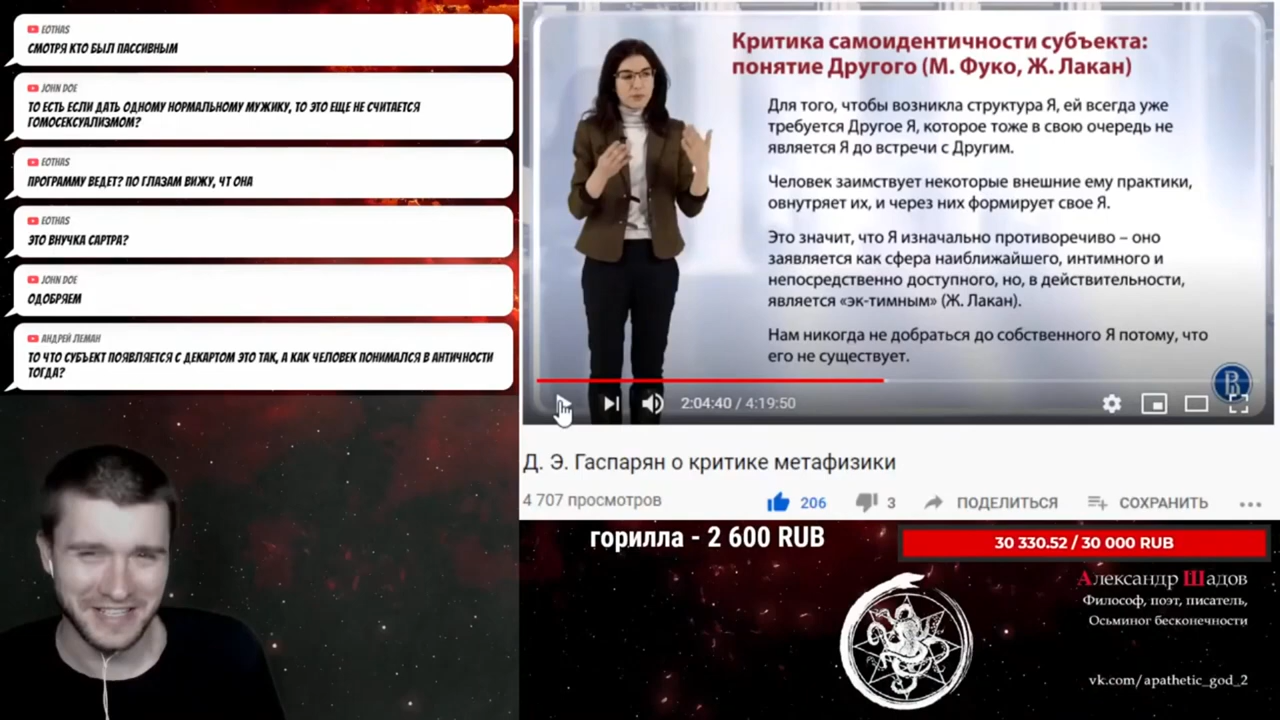 EOTHAS
СМОТРЯ КТО БЫЛ ПАССИВНЫМ
JOHN DOE
ТО ЕСТЬ ЕСЛИ ДАТЬ ОДНОМУ НОРМАЛЬНОМУ МУЖИКУ, ТО ЭТО ЕЩЕ НЕ СЧИТАЕТСЯ
ГОМОСЕКСУАЛИЗМОМ?
EOTHAS
ПРОГРАММУ ВЕДЕТ? ПО ГЛАЗАМ ВИЖУ, ЧТ ОНА
EOTHAS
ЭТО ВНУЧКА САРТРА?
JOHN DOE
ОДОБРЯЕМ
АНДРЕЙ ЛЕМАН
ТО ЧТО СУБЪЕКТ ПОЯВЛЯЕТСЯ С ДЕКАРТОМ ЭТО ТАК, А КАК ЧЕЛОВЕК ПОНИМАЛСЯ В АНТИЧНОСТИ
ТОГДА?
Критика самоидентичности субъекта:
понятие Другого (М. Фуко, Ж. Лакан)
Для того, чтобы возникла структура Я, ей всегда уже
требуется Другое Я, которое тоже в свою очередь не
является Я до встречи с Другим.
Человек заимствует некоторые внешние ему практики,
овнутряет их, и через них формирует свое Я.
Это значит, что Я изначально противоречиво – оно
заявляется как сфера наиближайшего, интимного и
непосредственно доступного, но, в действительности,
является «эк-тимным» (Ж. Лакан).
Нам никогда не добраться до собственного Я потому, что
его не существует.
2:04:40 / 4:19:50
Д. Э. Гаспарян о критике метафизики
4 707 просмотров
206
3
ПОДЕЛИТЬСЯ
СОХРАНИТЬ
горилла - 2 600 RUB
30 330.52 / 30 000 RUB
Александр Шадов
Философ, поэт, писатель,
Осьминог бесконечности
vk.com/apathetic_god_2